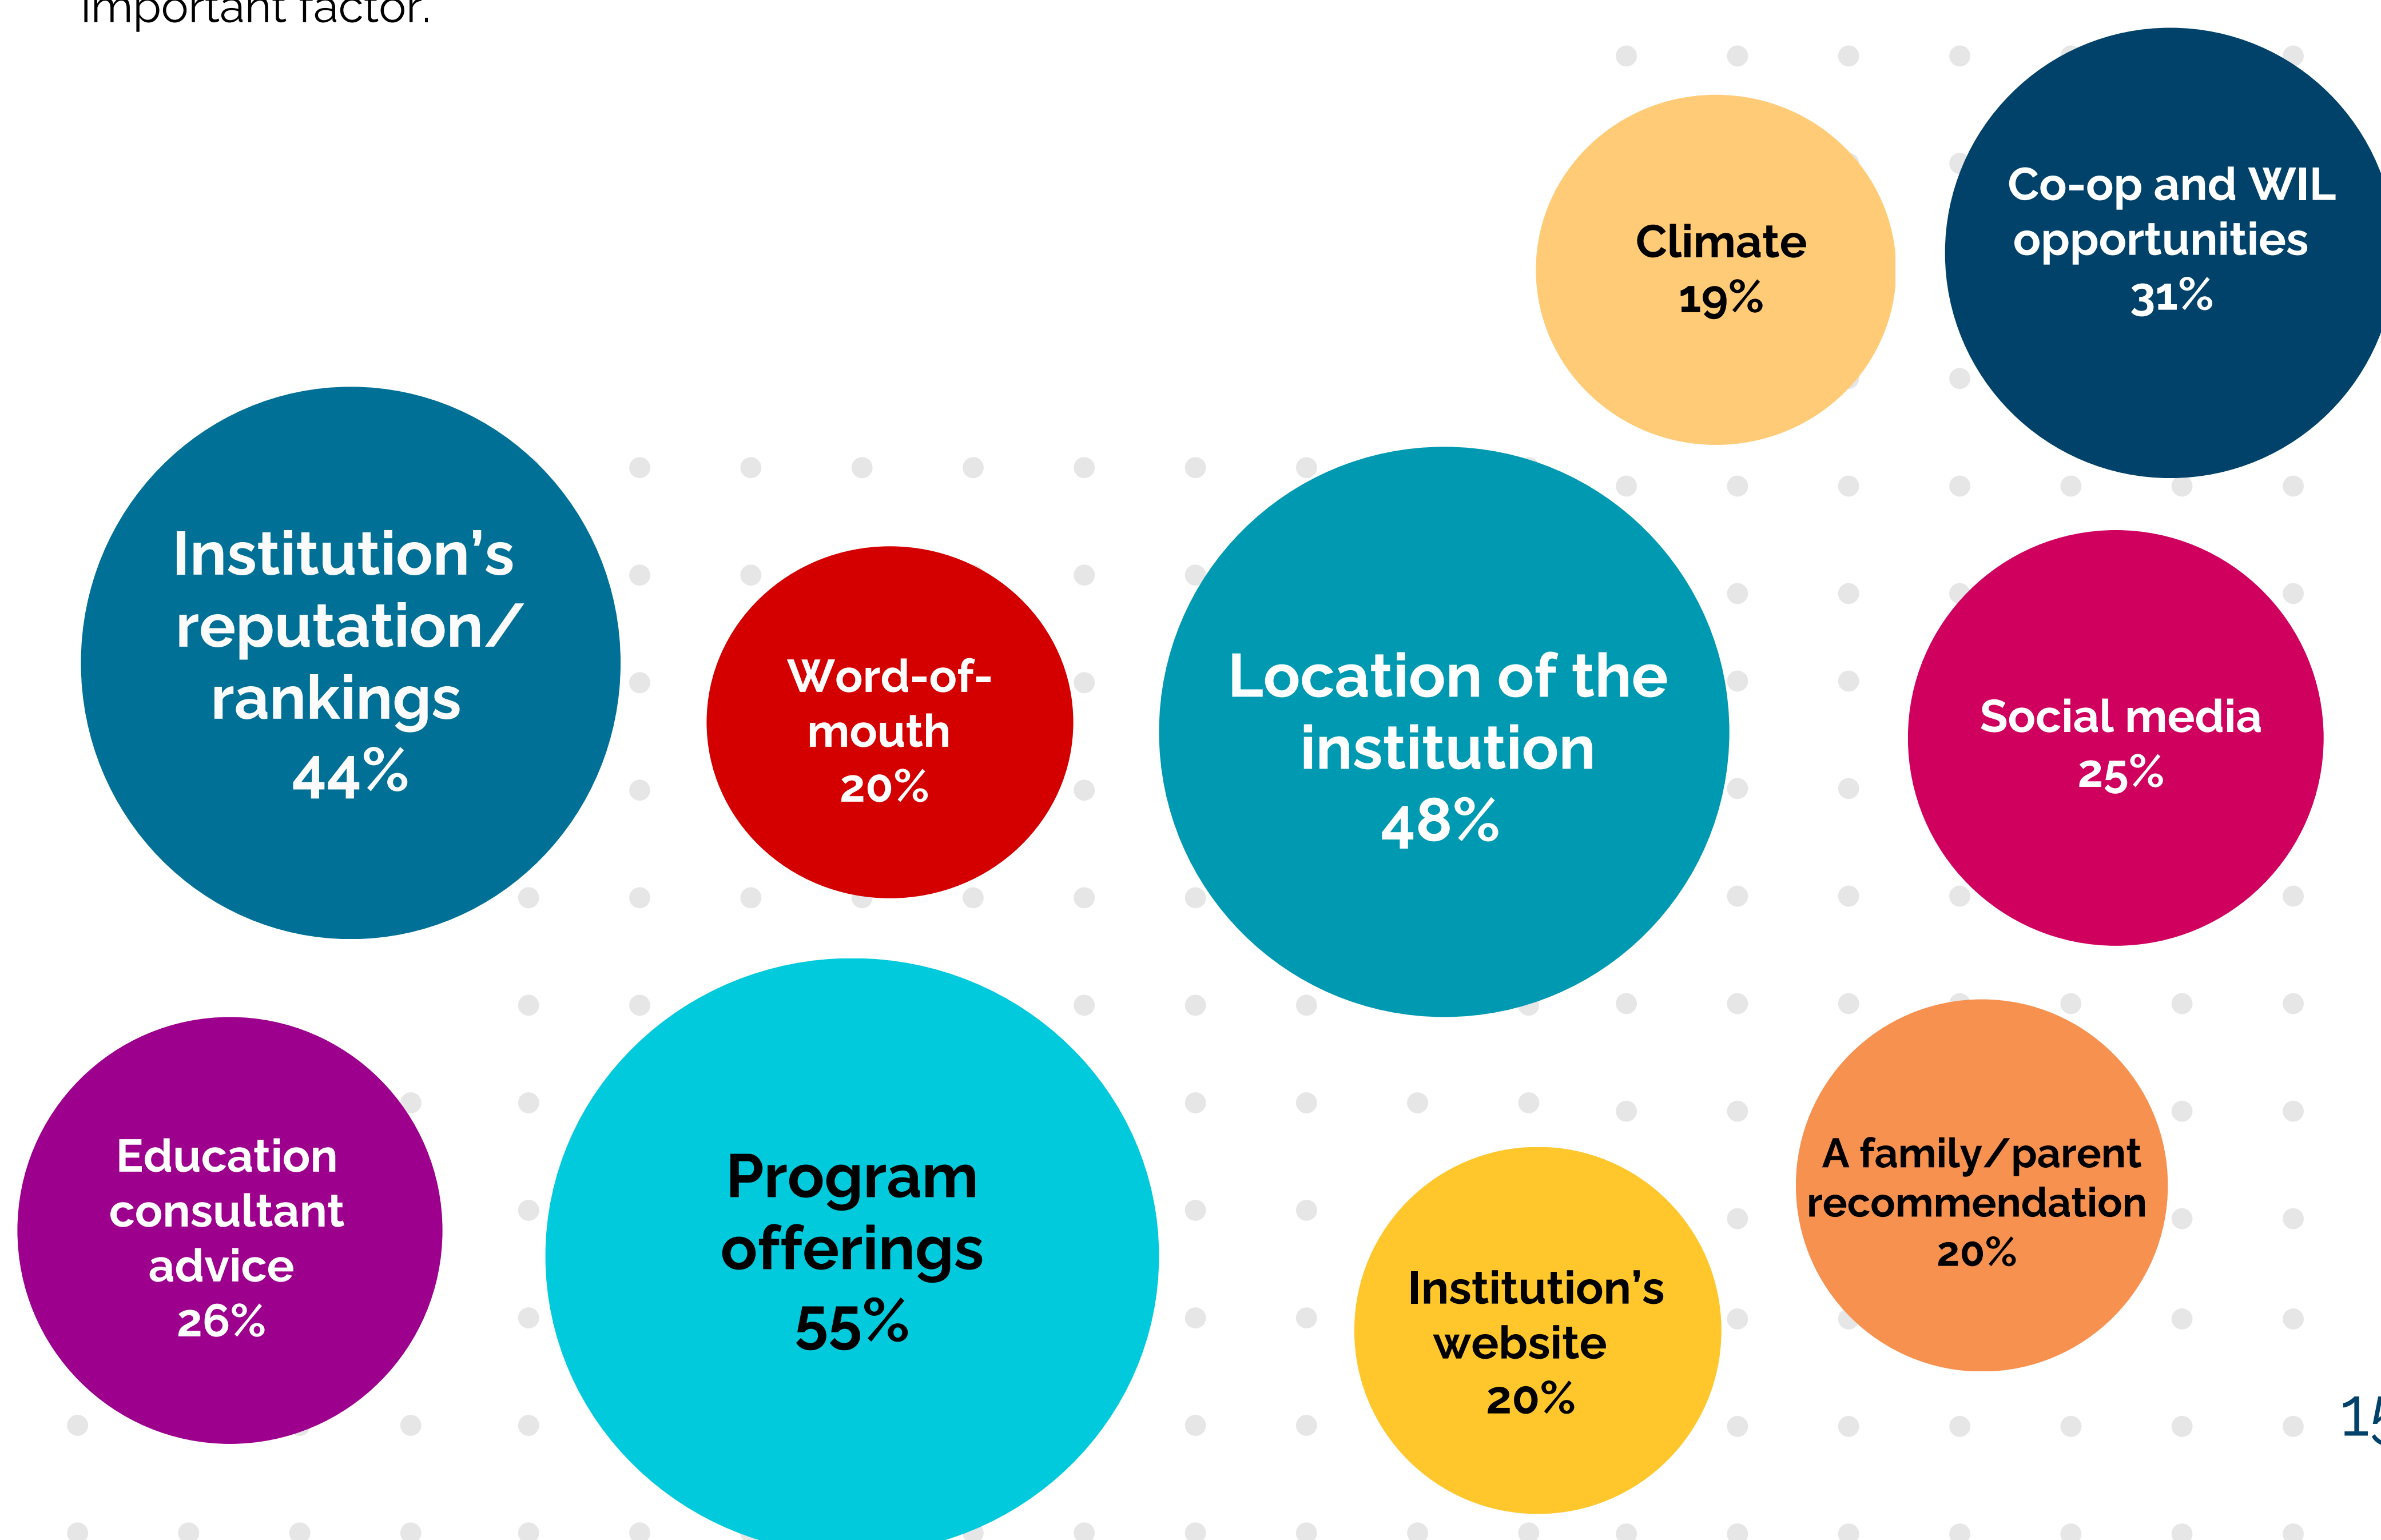 important factor.
Climate
19%
Co-op and WIL
opportunities
31%
Institution's
reputation/
rankings
44%
Word-of-
mouth
20%
Location of the
institution
48%
Social media
25%
Education
consultant
advice
26%
Program
offerings
55%
Institution's
website
20%
A family/parent
recommendation
20%